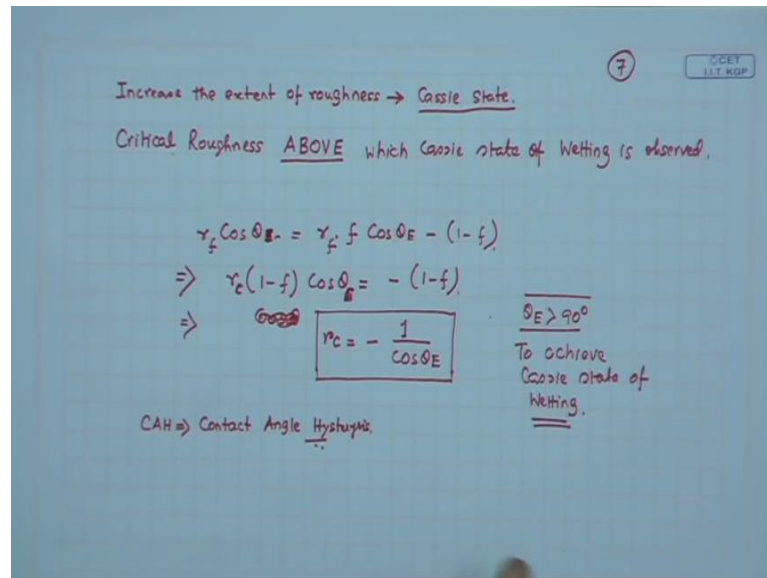 7
CCET
I.I.T. KGP
Increase the extent of roughness → Cassie State.
Critical Roughness ABOVE which Cassie state of Wetting is observed.
r_f Cos θ_E = r_f · f Cos θ_E - (1-f)
⇒ r_c (1-f) Cos θ_E = - (1-f)
⇒ r_c = - 1 / Cos θ_E
θ_E > 90°
To achieve
Cassie state of
Wetting.
CAH ⇒ Contact Angle